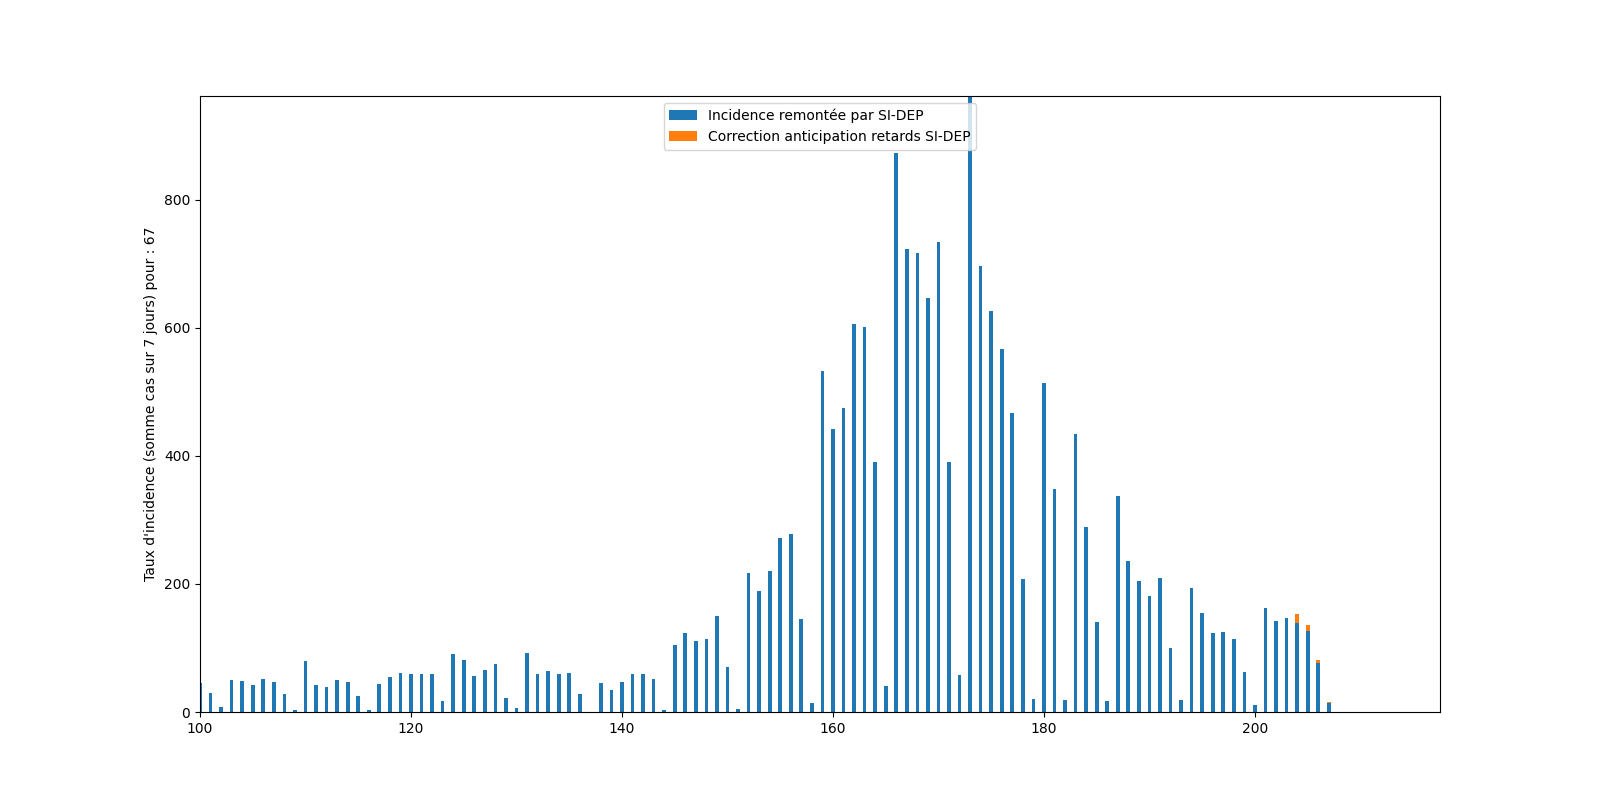 Incidence remontée par SI-DEP
Correction anticipation retards SI-DEP
Taux d'incidence (somme cas sur 7 jours) pour : 67
800
600
400
200
0
100 120 140 160 180 200